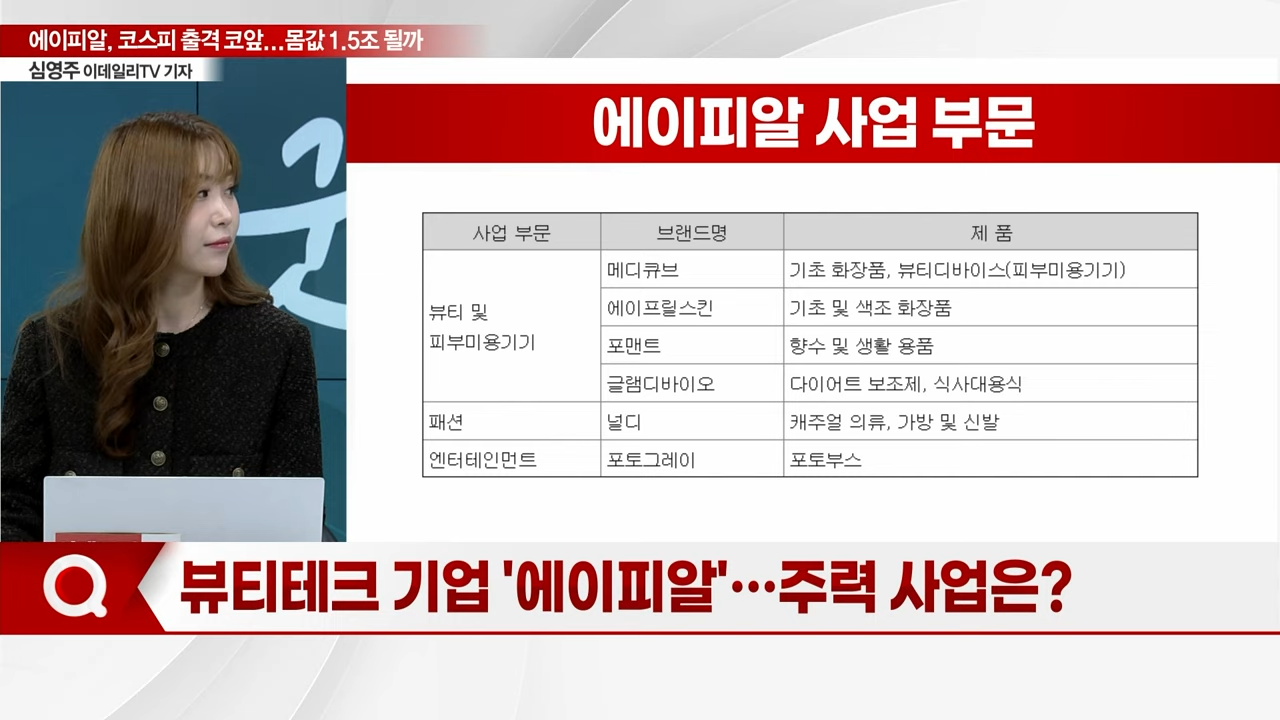 에이피알, 코스피 출격 코앞...몸값 1.5조 될까
심영주 이데일리TV 기자
에이피알 사업 부문
사업 부문 브랜드명 제 품
뷰티 및
피부미용기기
메디큐브 기초 화장품, 뷰티디바이스(피부미용기기)
에이프릴스킨 기초 및 색조 화장품
포맨트 향수 및 생활 용품
글램디바이오 다이어트 보조제, 식사대용식
패션 널디 캐주얼 의류, 가방 및 신발
엔터테인먼트 포토그레이 포토부스
Q 뷰티테크 기업 '에이피알'…주력 사업은?